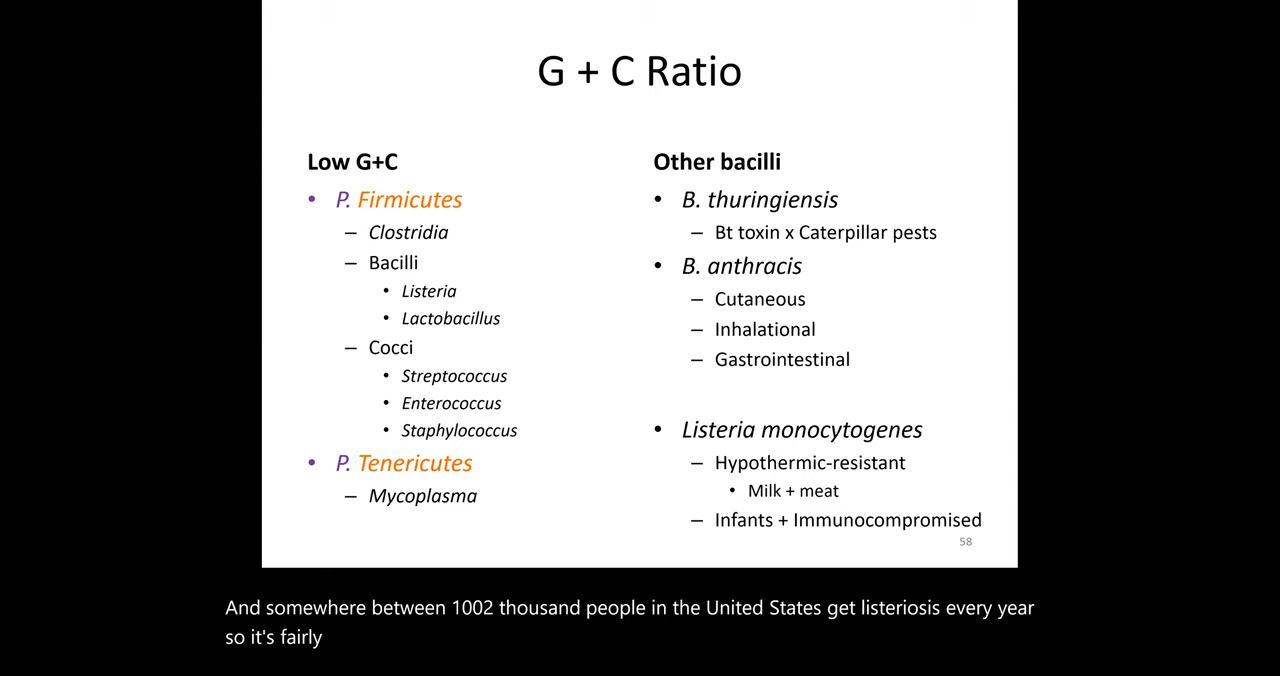 G + C Ratio
Low G+C
• P. Firmicutes
– Clostridia
– Bacilli
• Listeria
• Lactobacillus
– Cocci
• Streptococcus
• Enterococcus
• Staphylococcus
• P. Tenericutes
– Mycoplasma
Other bacilli
• B. thuringiensis
– Bt toxin x Caterpillar pests
• B. anthracis
– Cutaneous
– Inhalational
– Gastrointestinal
• Listeria monocytogenes
– Hypothermic-resistant
• Milk + meat
– Infants + Immunocompromised
58
And somewhere between 1002 thousand people in the United States get listeriosis every year
so it's fairly